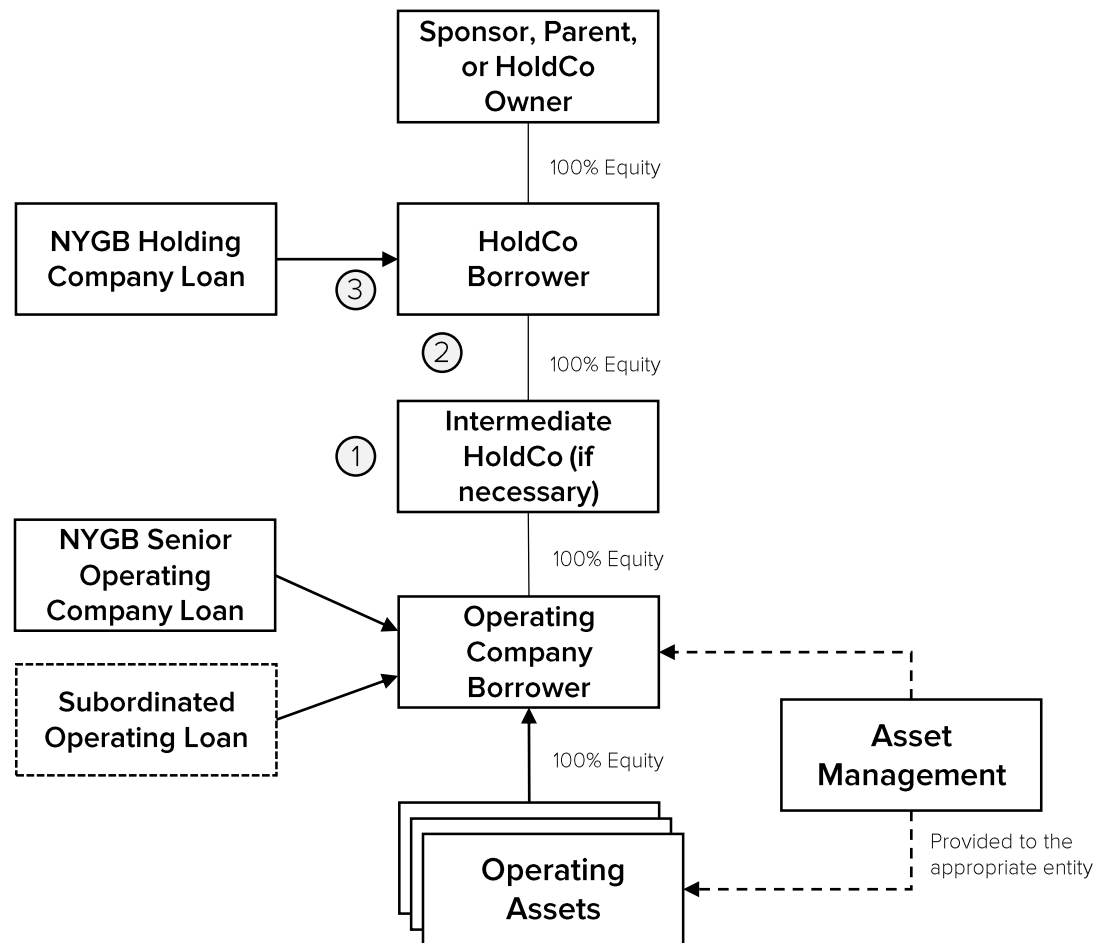 Sponsor, Parent,
or HoldCo
Owner
100% Equity
NYGB Holding
Company Loan
HoldCo
Borrower
3
2
100% Equity
Intermediate
HoldCo (if
necessary)
1
100% Equity
NYGB Senior
Operating
Company Loan
Operating
Company
Borrower
Subordinated
Operating Loan
Asset
Management
100% Equity
Provided to the
appropriate entity
Operating
Assets